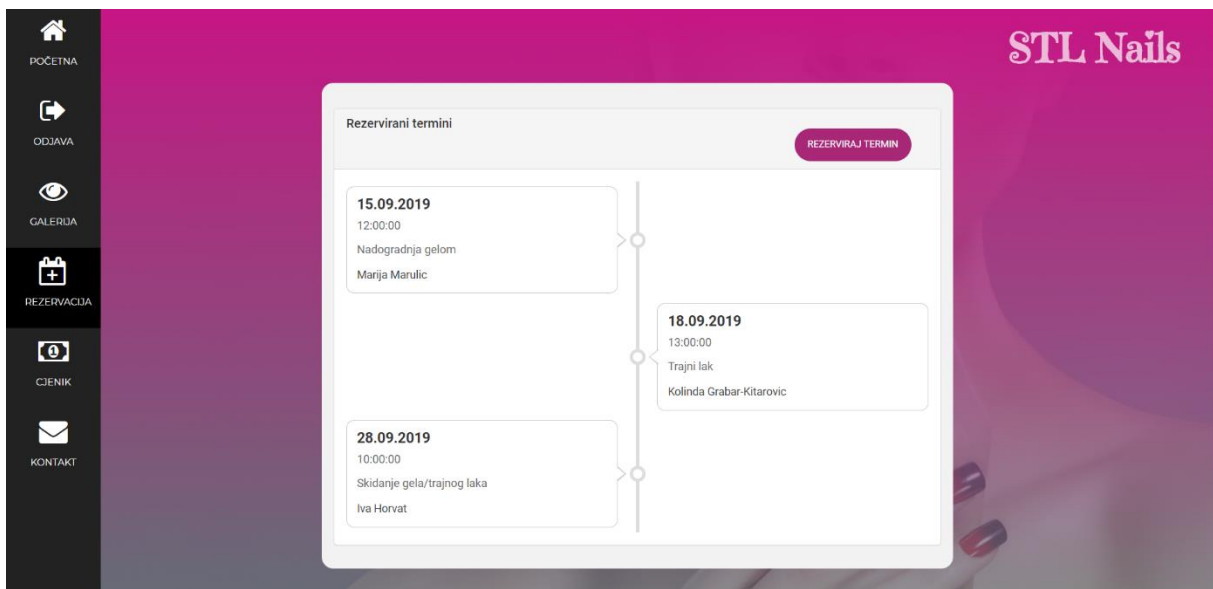 POČETNA
ODJAVA
GALERIJA
REZERVACIJA
1
CJENIK
KONTAKT
STL Nails
Rezervirani termini
REZERVIRAJ TERMIN
15.09.2019
12:00:00
Nadogradnja gelom
Marija Marulic
18.09.2019
13:00:00
Trajni lak
Kolinda Grabar-Kitarovic
28.09.2019
10:00:00
Skidanje gela/trajnog laka
Iva Horvat